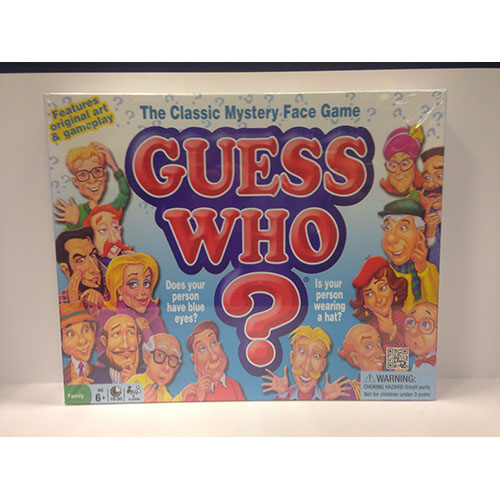 Features
original art
& gameplay
The Classic Mystery Face Game
GUESS
WHO
?
Does your
person
have blue
eyes?
Is your
person
wearing
a hat?
Family
AGE
6+
WARNING:
CHOKING HAZARD-Small parts
Not for children under 3 years